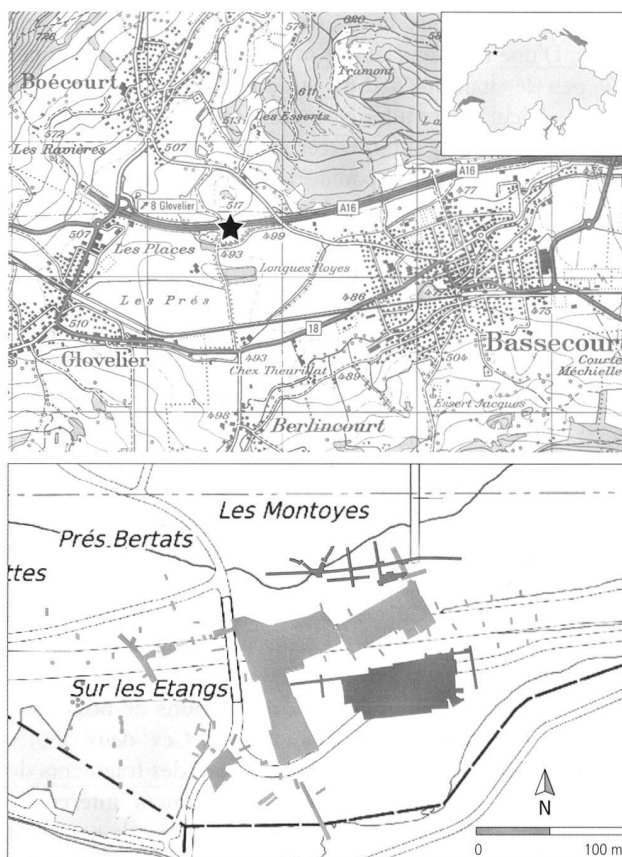 726
574
620
Boécourt
Tramont
611
Les Esserts
513
572
Les Ravières
507
477
517
A16
8 Glovelier
A16
507
499
Les Places
493
Longues Royes
Les Prés
486
475
510
18
Bassecourt
Glovelier
493
504
Courte
Chez Theurillat
489
Méchielle
Essert Jacques
498
Berlincourt
Les Montoyes
Prés Bertats
ttes
Sur les Etangs
N
0 100 m